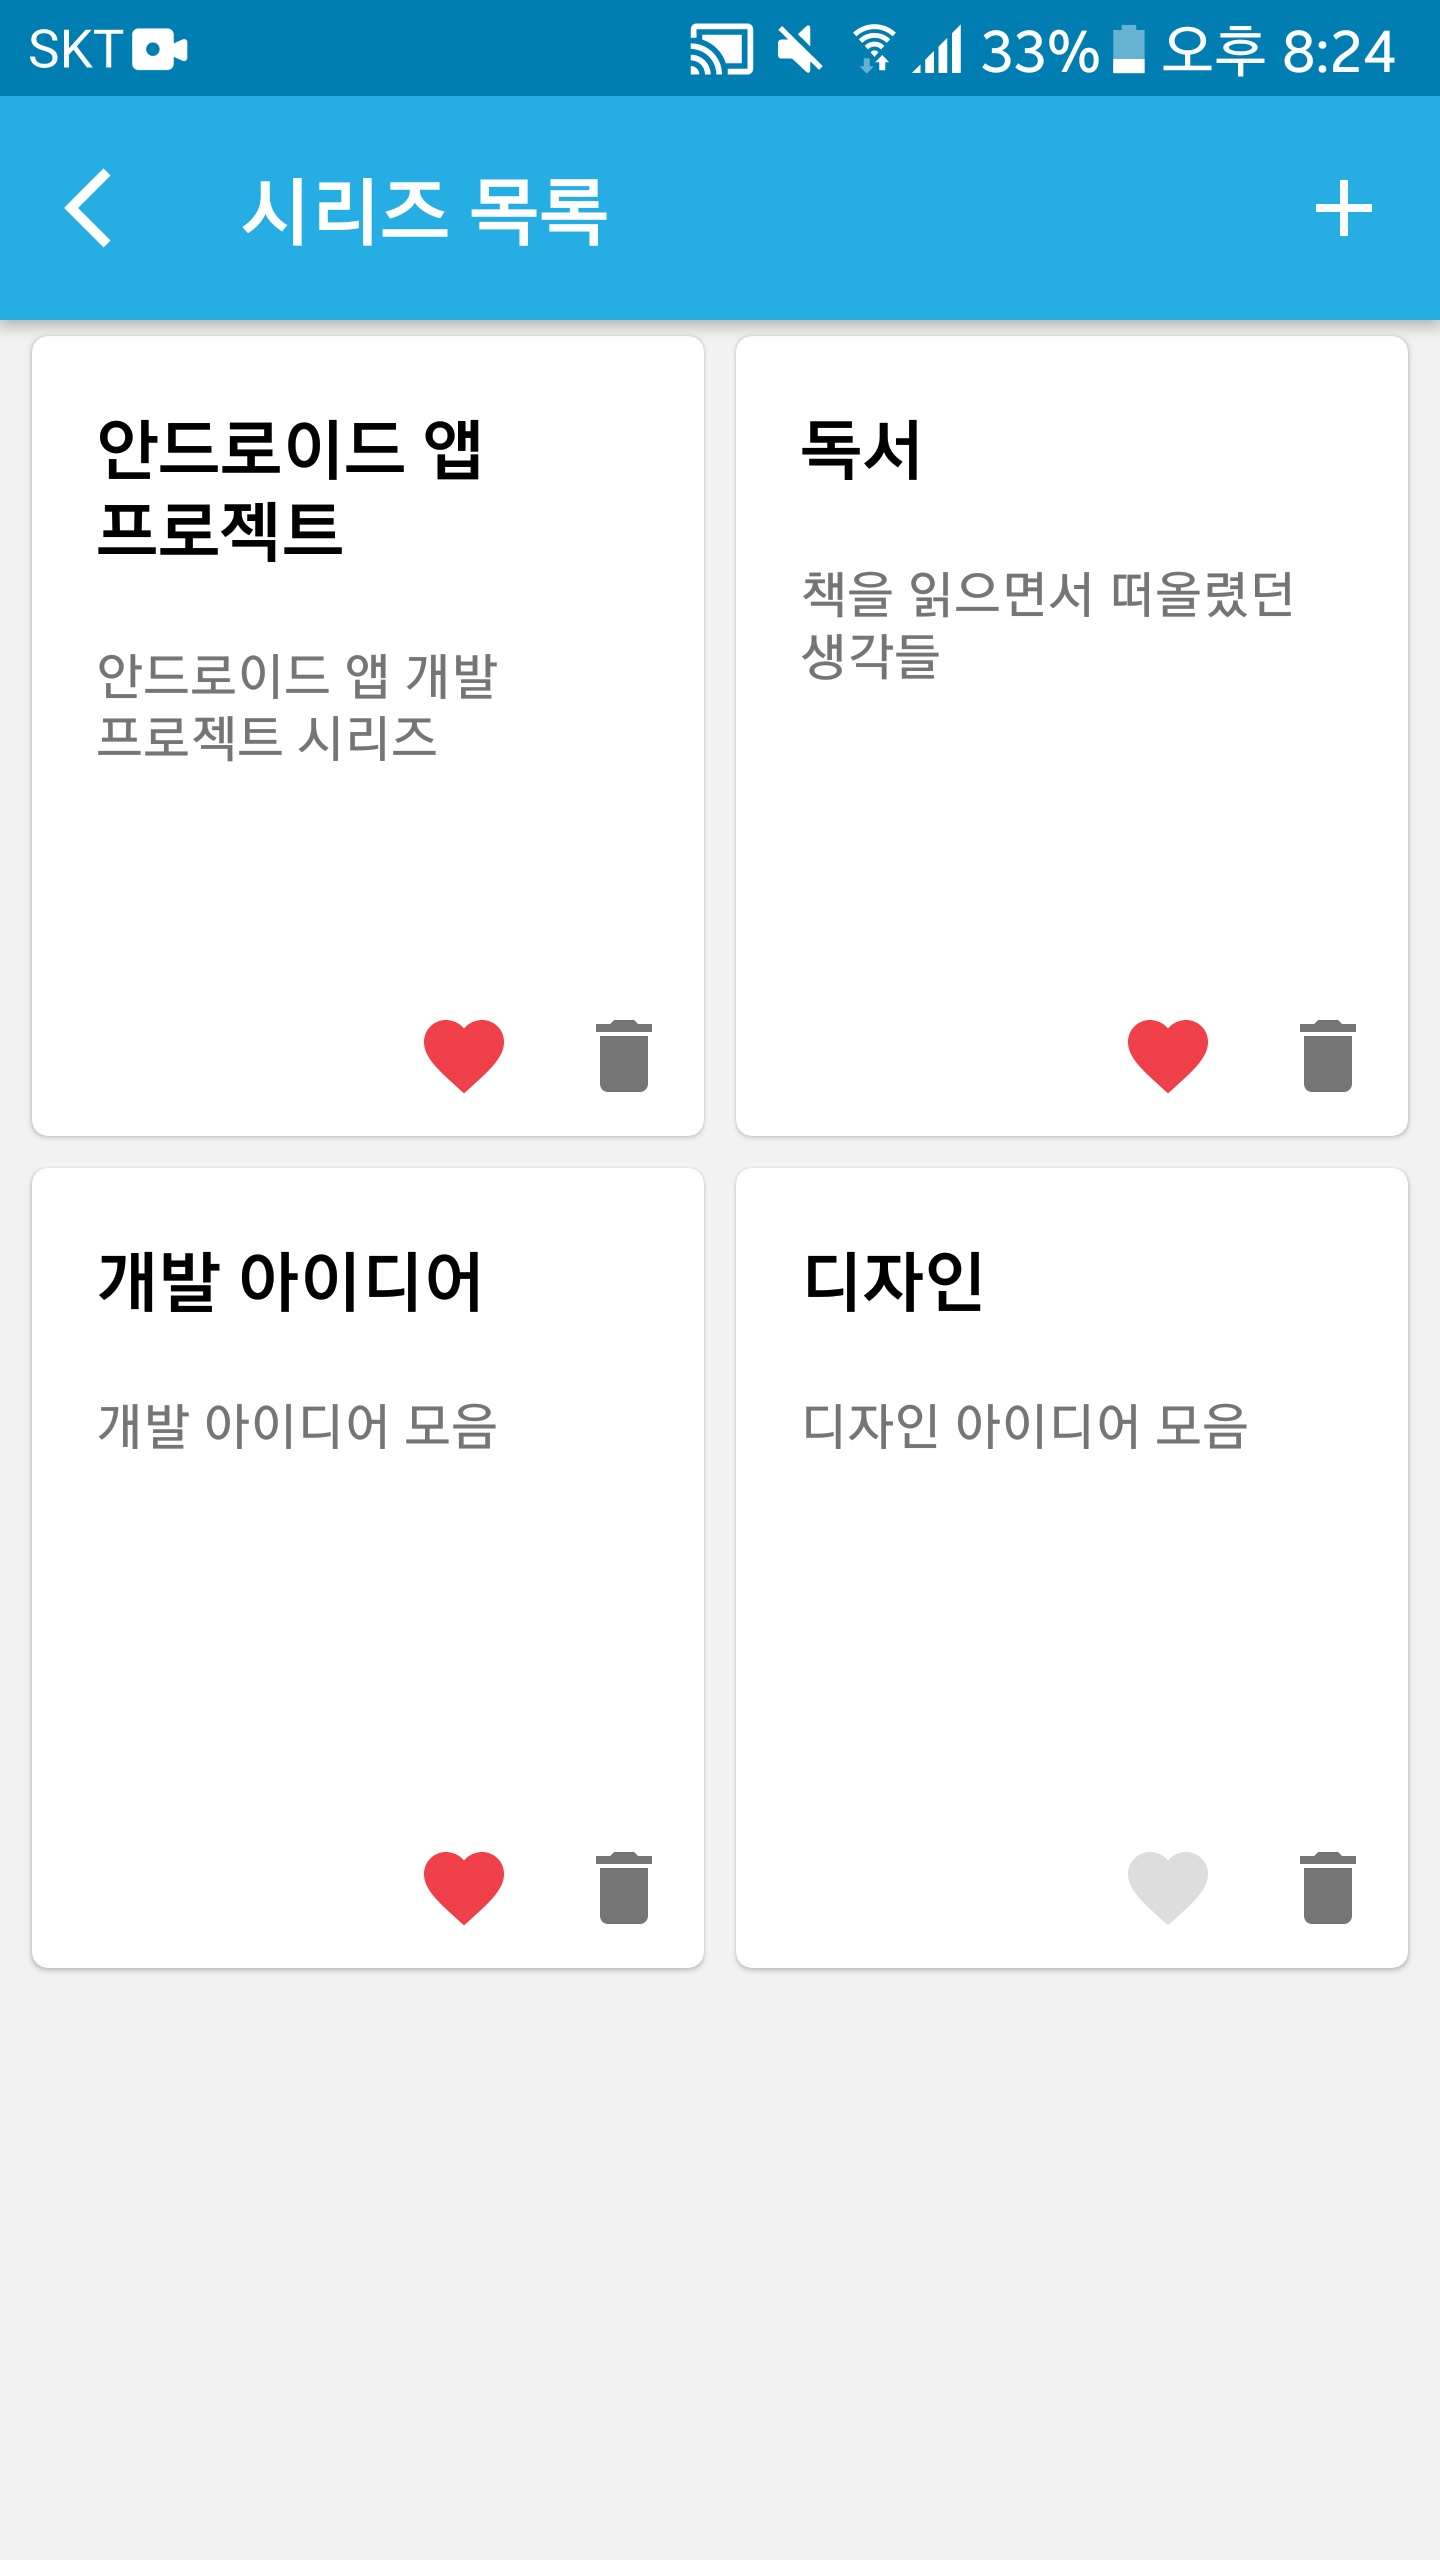 SKT 33% 오후 8:24
시리즈 목록
안드로이드 앱
프로젝트
안드로이드 앱 개발
프로젝트 시리즈
독서
책을 읽으면서 떠올렸던
생각들
개발 아이디어
개발 아이디어 모음
디자인
디자인 아이디어 모음